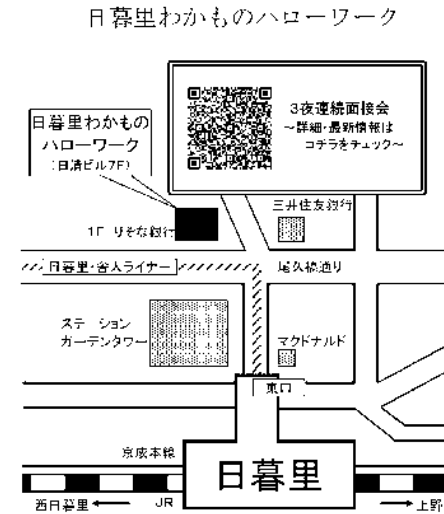 日暮里わかものハローワーク
3夜連続面接会
～詳細・最新情報は
コチラをチェック～
日暮里わかもの
ハローワーク
(日清ビル7F)
三井住友銀行
1F りそな銀行
日暮里・舎人ライナー
尾久橋通り
ステーション
ガーデンタワー
マクドナルド
東口
京成本線
日暮里
西日暮里
JR
上野